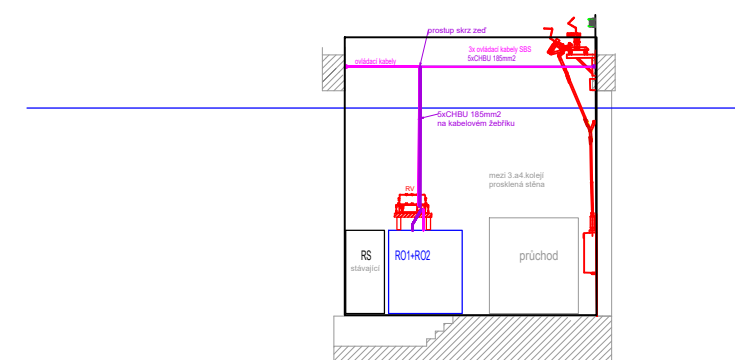 prostup skrz zeď
3x ovládací kabely SBS
5xCHBU 185mm2
ovládací kabely
5xCHBU 185mm2
na kabelovém žebříku
mezi 3.a4.kolejí
prosklená stěna
RV
RS
stávající
RO1+RO2
průchod